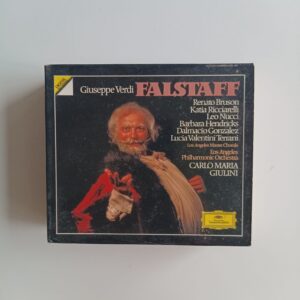 Giuseppe Verdi FALSTAFF
Renato Bruson
Katia Ricciarelli
Leo Nucci
Barbara Hendricks
Dalmacio Gonzalez
Lucia Valentini Terrani
Los Angeles Master Chorale
Los Angeles
Philharmonic Orchestra
CARLO MARIA
GIULINI